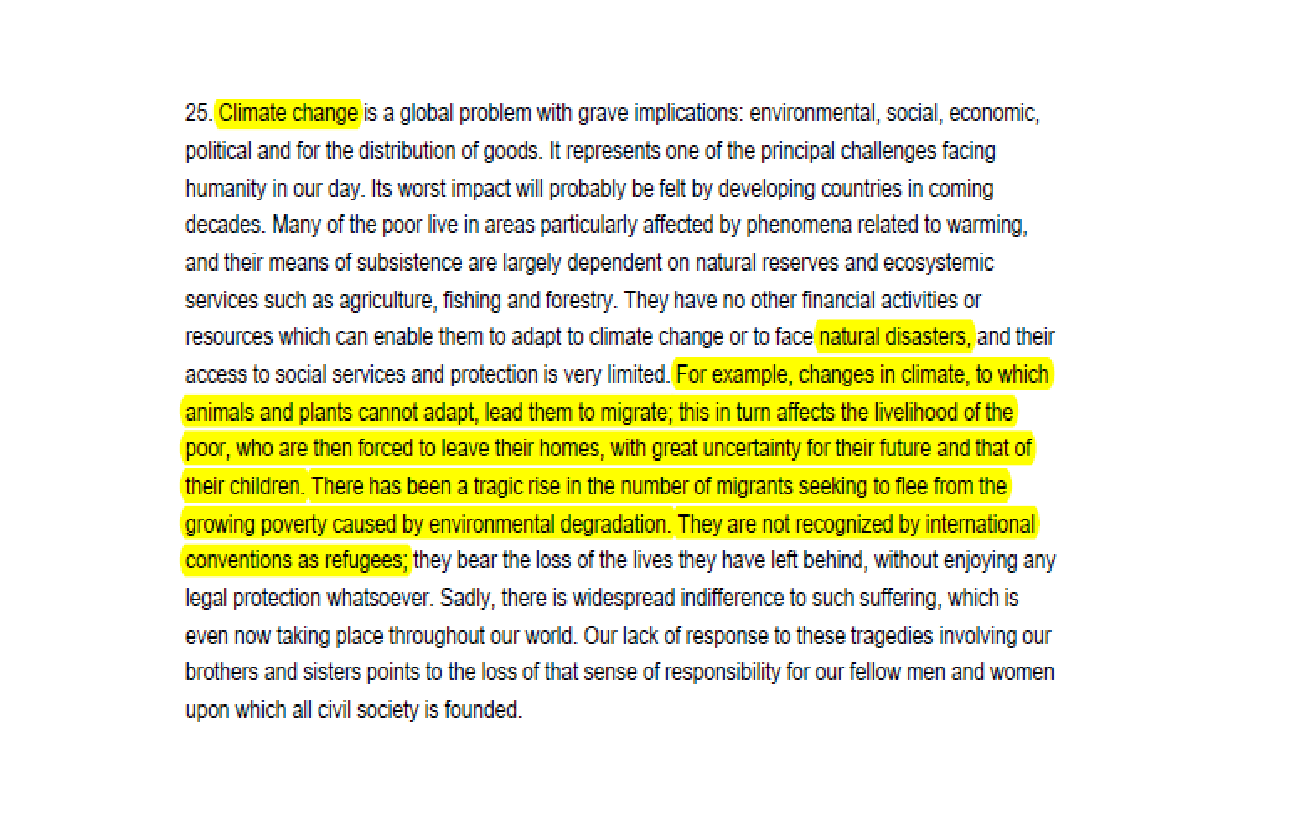 25. Climate change is a global problem with grave implications: environmental, social, economic,
political and for the distribution of goods. It represents one of the principal challenges facing
humanity in our day. Its worst impact will probably be felt by developing countries in coming
decades. Many of the poor live in areas particularly affected by phenomena related to warming,
and their means of subsistence are largely dependent on natural reserves and ecosystemic
services such as agriculture, fishing and forestry. They have no other financial activities or
resources which can enable them to adapt to climate change or to face natural disasters, and their
access to social services and protection is very limited. For example, changes in climate, to which
animals and plants cannot adapt, lead them to migrate; this in turn affects the livelihood of the
poor, who are then forced to leave their homes, with great uncertainty for their future and that of
their children. There has been a tragic rise in the number of migrants seeking to flee from the
growing poverty caused by environmental degradation. They are not recognized by international
conventions as refugees; they bear the loss of the lives they have left behind, without enjoying any
legal protection whatsoever. Sadly, there is widespread indifference to such suffering, which is
even now taking place throughout our world. Our lack of response to these tragedies involving our
brothers and sisters points to the loss of that sense of responsibility for our fellow men and women
upon which all civil society is founded.